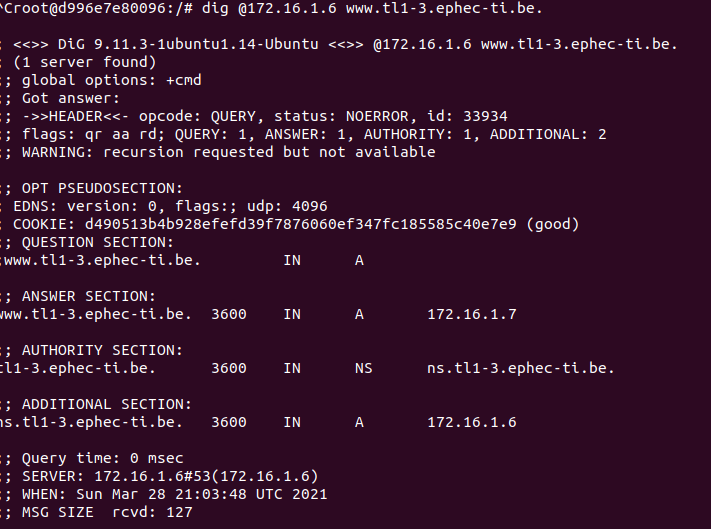 ^Croot@d996e7e80096:/# dig @172.16.1.6 www.tl1-3.ephec-ti.be.
; <<>> DiG 9.11.3-1ubuntu1.14-Ubuntu <<>> @172.16.1.6 www.tl1-3.ephec-ti.be.
; (1 server found)
;; global options: +cmd
;; Got answer:
;; ->>HEADER<<- opcode: QUERY, status: NOERROR, id: 33934
;; flags: qr aa rd; QUERY: 1, ANSWER: 1, AUTHORITY: 1, ADDITIONAL: 2
;; WARNING: recursion requested but not available
;; OPT PSEUDOSECTION:
; EDNS: version: 0, flags:; udp: 4096
; COOKIE: d490513b4b928efefd39f7876060ef347fc185585c40e7e9 (good)
;; QUESTION SECTION:
;www.tl1-3.ephec-ti.be. IN A
;; ANSWER SECTION:
www.tl1-3.ephec-ti.be. 3600 IN A 172.16.1.7
;; AUTHORITY SECTION:
tl1-3.ephec-ti.be. 3600 IN NS ns.tl1-3.ephec-ti.be.
;; ADDITIONAL SECTION:
ns.tl1-3.ephec-ti.be. 3600 IN A 172.16.1.6
;; Query time: 0 msec
;; SERVER: 172.16.1.6#53(172.16.1.6)
;; WHEN: Sun Mar 28 21:03:48 UTC 2021
;; MSG SIZE rcvd: 127